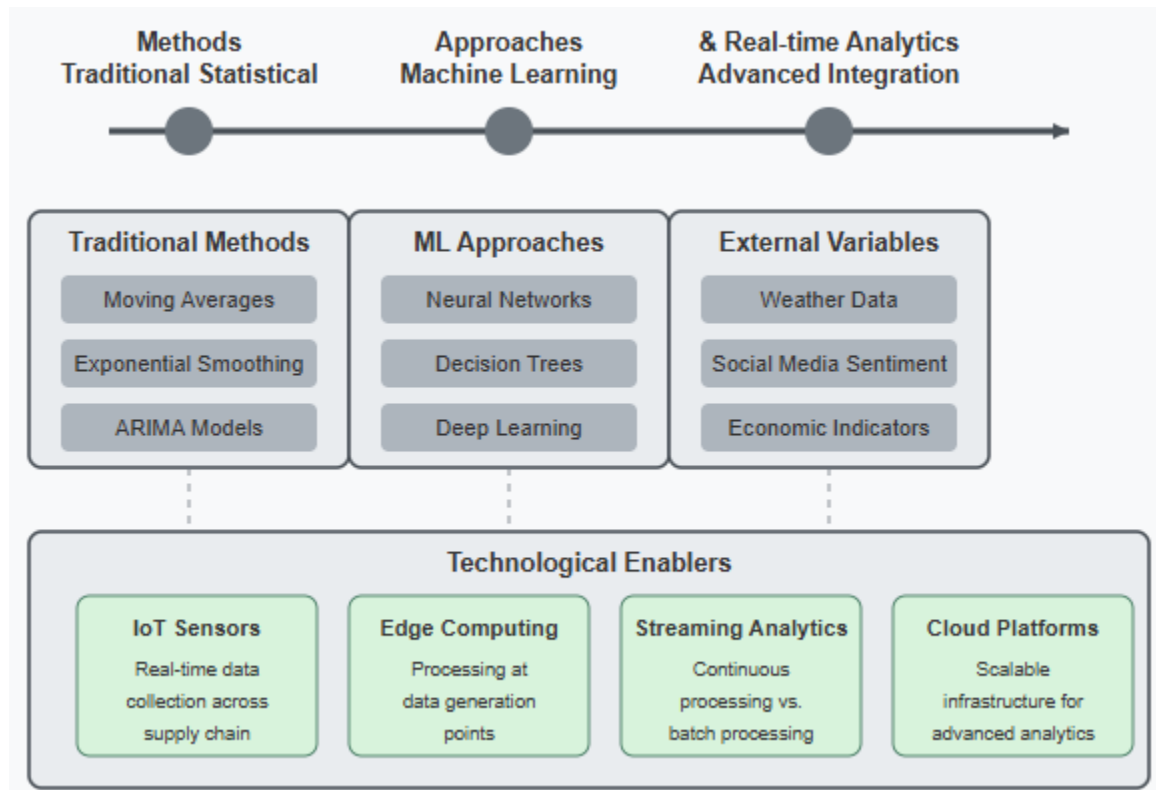 Methods
Traditional Statistical
Approaches
Machine Learning
& Real-time Analytics
Advanced Integration
Traditional Methods
Moving Averages
Exponential Smoothing
ARIMA Models
ML Approaches
Neural Networks
Decision Trees
Deep Learning
External Variables
Weather Data
Social Media Sentiment
Economic Indicators
Technological Enablers
IoT Sensors
Real-time data
collection across
supply chain
Edge Computing
Processing at
data generation
points
Streaming Analytics
Continuous
processing vs.
batch processing
Cloud Platforms
Scalable
infrastructure for
advanced analytics